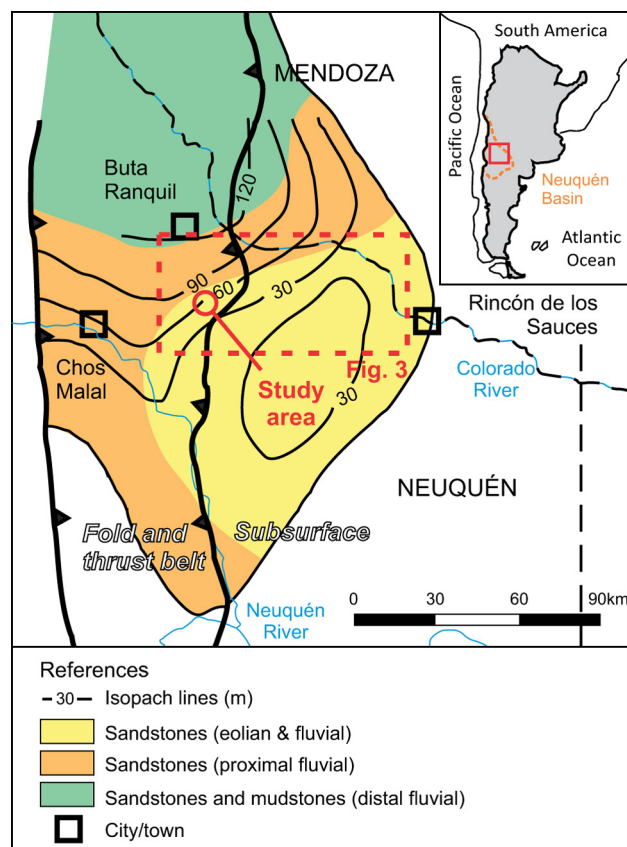 South America
Pacific Ocean
Neuquén
Basin
Atlantic
Ocean
MENDOZA
Buta
Ranquil
120
90
60
30
Chos
Malal
Study
area
Fig. 3
30
Rincón de los
Sauces
Colorado
River
NEUQUÉN
Fold and
thrust belt
Subsurface
Neuquén
River
0 30 60 90km
References
- 30 — Isopach lines (m)
Sandstones (eolian & fluvial)
Sandstones (proximal fluvial)
Sandstones and mudstones (distal fluvial)
City/town